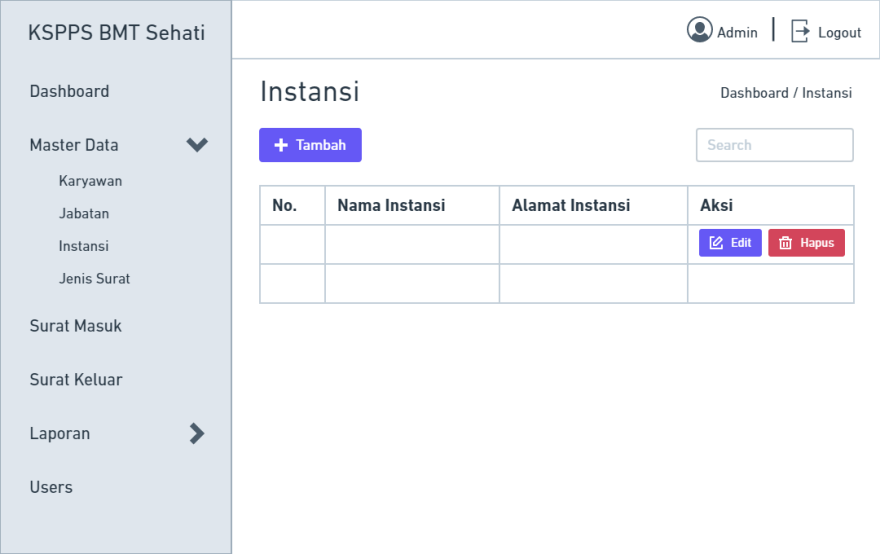 KSPPS BMT Sehati
Admin
Logout
Dashboard
Master Data
Karyawan
Jabatan
Instansi
Jenis Surat
Surat Masuk
Surat Keluar
Laporan
Users
Instansi
Dashboard / Instansi
Tambah
Search
No. Nama Instansi Alamat Instansi Aksi
Edit Hapus